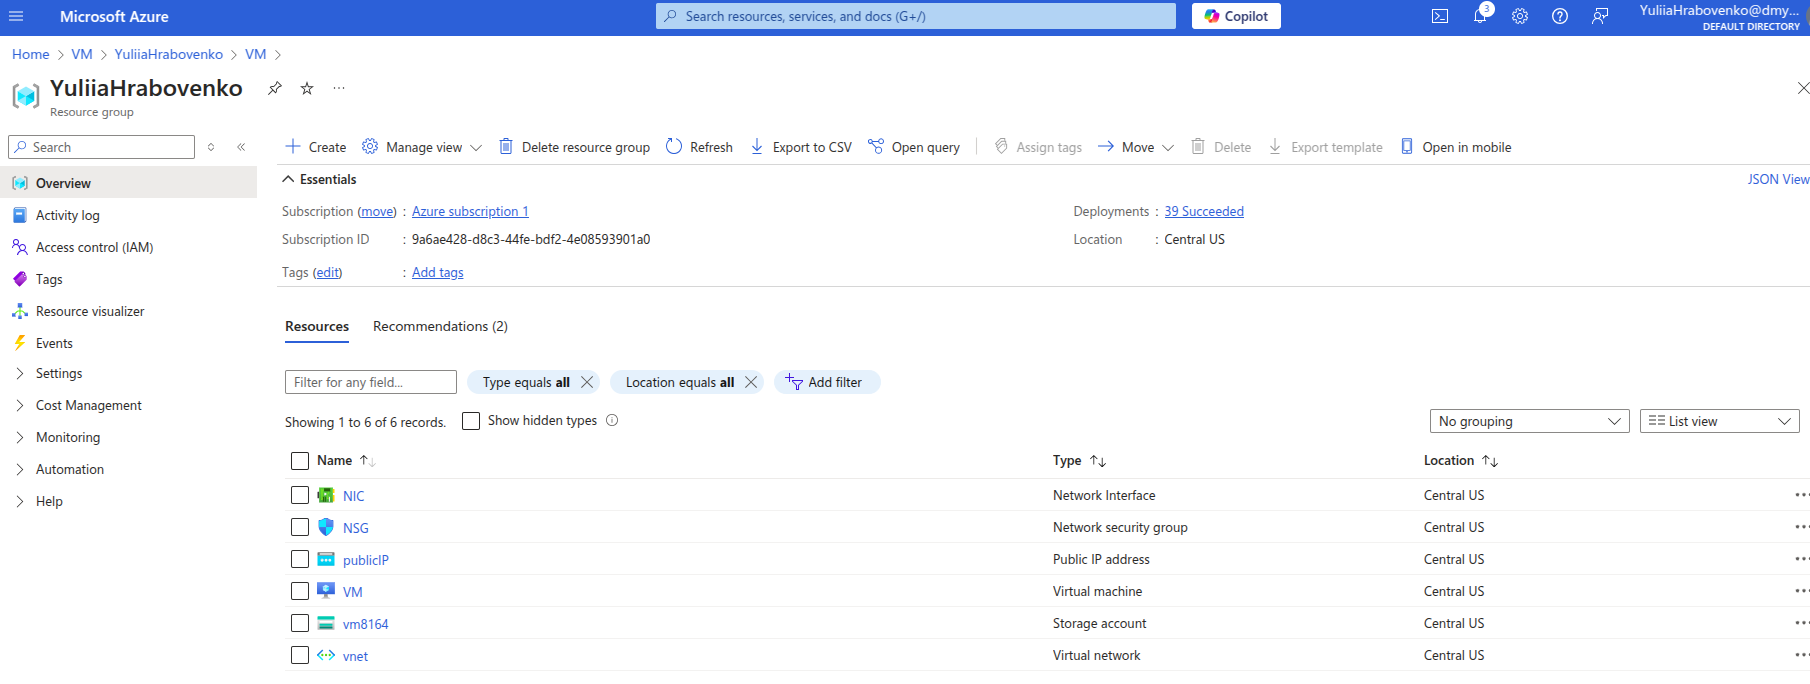 Microsoft Azure
Search resources, services, and docs (G+/)
Copilot
3
YuliiaHrabovenko@dmy...
DEFAULT DIRECTORY
Home > VM > YuliiaHrabovenko > VM >
YuliiaHrabovenko
Resource group
Search
Create Manage view Delete resource group Refresh Export to CSV Open query Assign tags Move Delete Export template Open in mobile
Overview
Activity log
Access control (IAM)
Tags
Resource visualizer
Events
Settings
Cost Management
Monitoring
Automation
Help
Essentials
JSON View
Subscription (move) : Azure subscription 1
Deployments : 39 Succeeded
Subscription ID : 9a6ae428-d8c3-44fe-bdf2-4e08593901a0
Location : Central US
Tags (edit) : Add tags
Resources Recommendations (2)
Filter for any field... Type equals all Location equals all Add filter
Showing 1 to 6 of 6 records. Show hidden types
No grouping List view
Name Type Location
NIC Network Interface Central US
NSG Network security group Central US
publicIP Public IP address Central US
VM Virtual machine Central US
vm8164 Storage account Central US
vnet Virtual network Central US